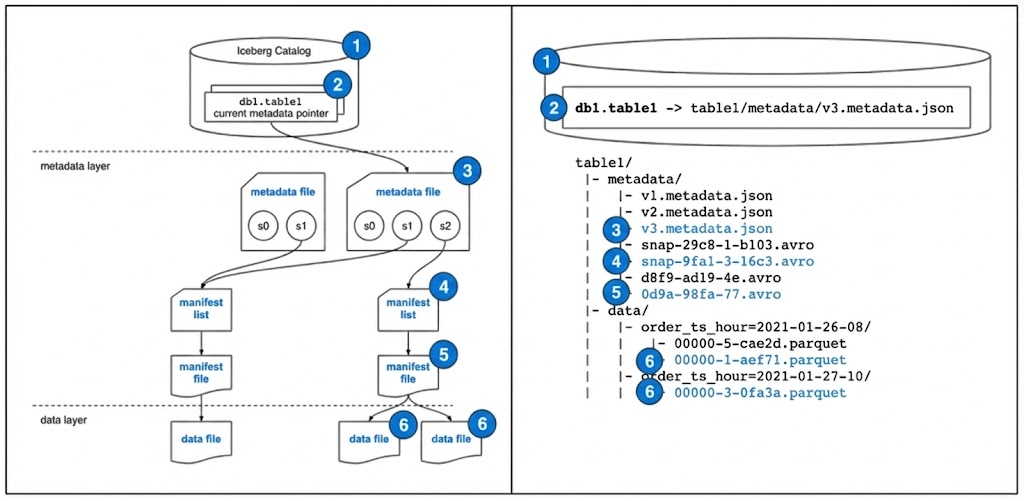 Iceberg Catalog
1
2
db1.table1
current metadata pointer
metadata layer
3
metadata file
metadata file
s0
s1
s0
s1
s2
4
manifest
list
manifest
list
5
manifest
file
manifest
file
data layer
6
6
data file
data file
data file
1
2
db1.table1 -> table1/metadata/v3.metadata.json
table1/
|- metadata/
| |- v1.metadata.json
| |- v2.metadata.json
| 3 v3.metadata.json
| |- snap-29c8-1-b103.avro
| 4 snap-9fa1-3-16c3.avro
| |- d8f9-ad19-4e.avro
| 5 0d9a-98fa-77.avro
|- data/
| |- order_ts_hour=2021-01-26-08/
| | |- 00000-5-cae2d.parquet
| | 6 00000-1-aef71.parquet
| |- order_ts_hour=2021-01-27-10/
| | 6 00000-3-0fa3a.parquet